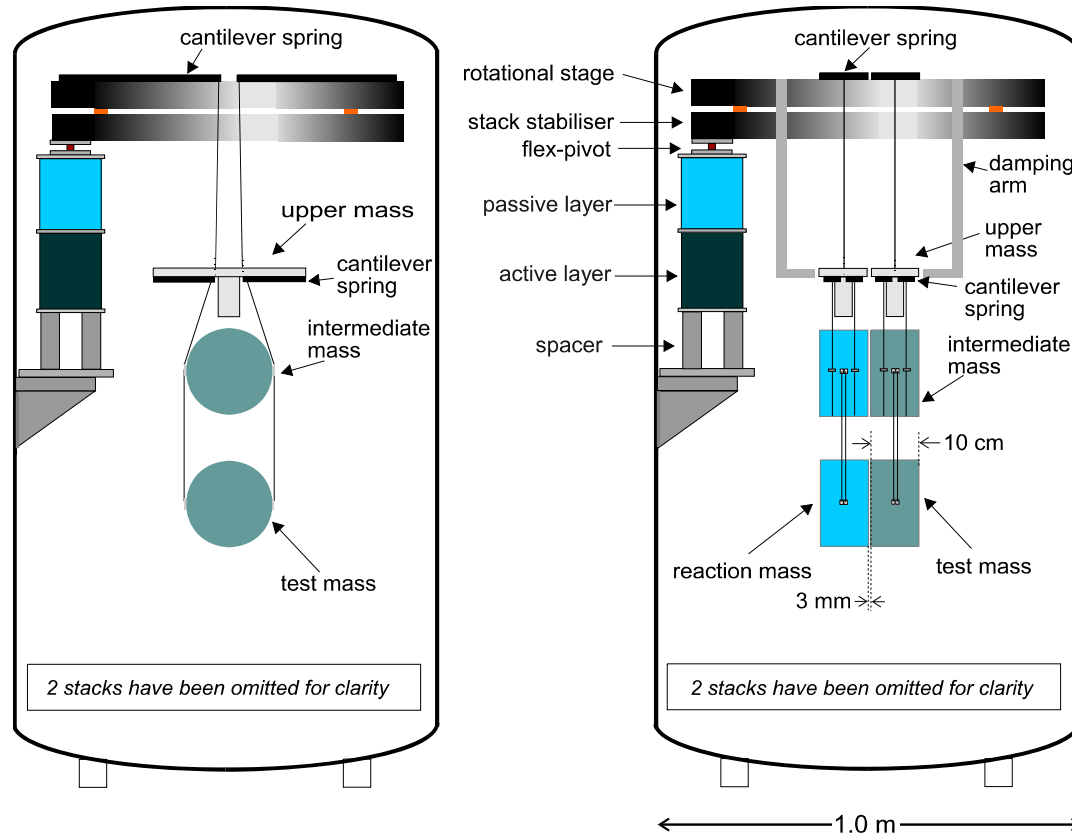 cantilever
spring
upper mass
cantilever
spring
intermediate
mass
test mass
2 stacks have been omitted for clarity
cantilever
spring
rotational stage
stack stabiliser
flex-pivot
passive layer
active layer
spacer
damping
arm
upper
mass
cantilever
spring
intermediate
mass
10 cm
reaction mass
test mass
3 mm
2 stacks have been omitted for clarity
1.0 m